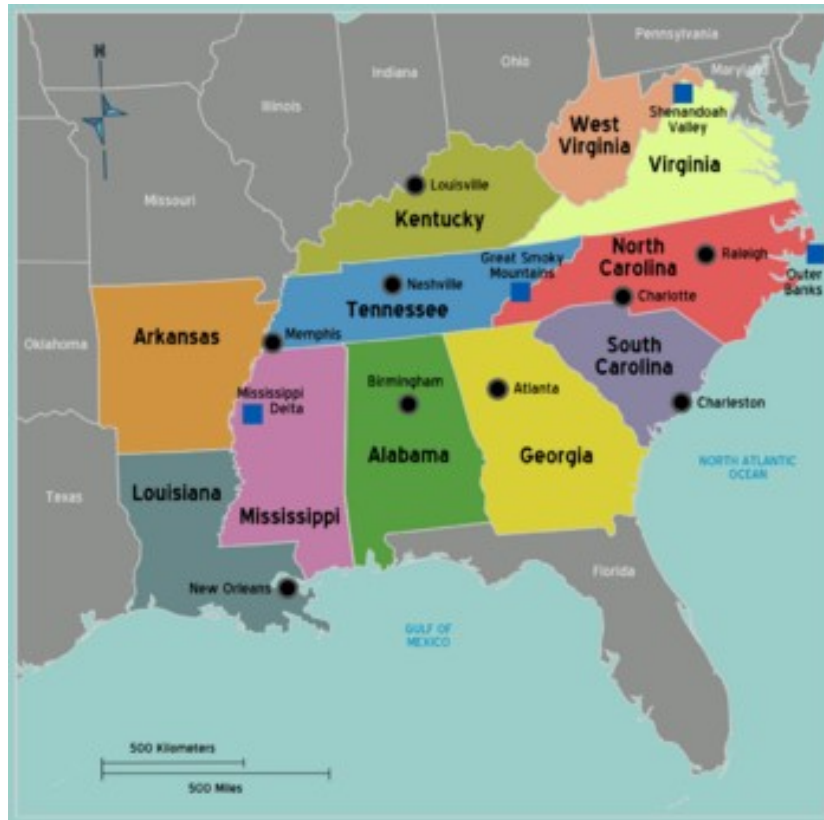 Pennsylvania
N
Ohio
Maryland
Indiana
Illinois
West
Virginia
Shenandoah
Valley
Virginia
Louisville
Missouri
Kentucky
North
Carolina
Raleigh
Great Smoky
Mountains
Outer
Banks
Nashville
Charlotte
Tennessee
Arkansas
Memphis
Oklahoma
South
Carolina
Birmingham
Atlanta
Mississippi
Delta
Charleston
Alabama
Georgia
NORTH ATLANTIC
OCEAN
Texas
Louisiana
Mississippi
Florida
New Orleans
GULF OF
MEXICO
500 Kilometers
500 Miles